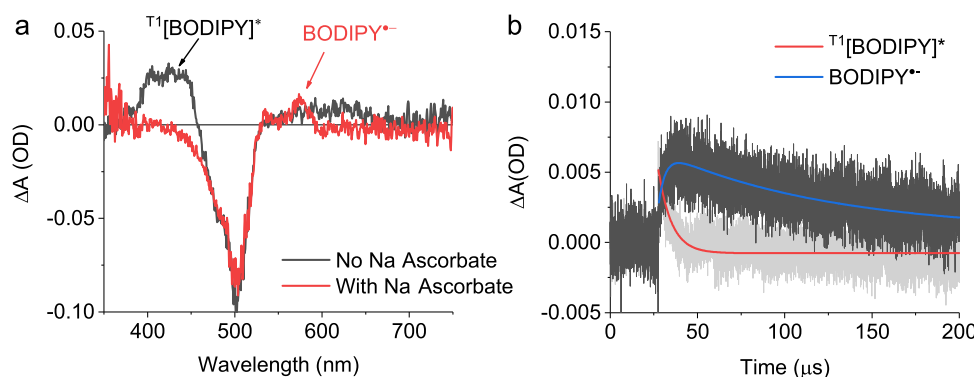 a
T1[BODIPY]*
BODIPY•−
0.05
0.00
-0.05
-0.10
ΔA (OD)
No Na Ascorbate
With Na Ascorbate
400
500
600
700
Wavelength (nm)
b
T1[BODIPY]*
BODIPY•-
0.015
0.010
0.005
0.000
-0.005
ΔA(OD)
0
50
100
150
200
Time (μs)